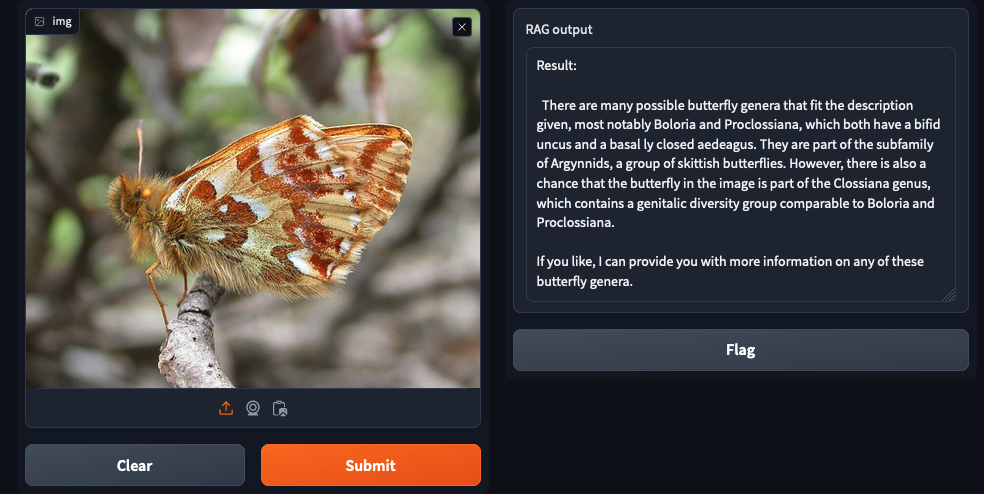 img
RAG output
Result:
There are many possible butterfly genera that fit the description
given, most notably Boloria and Proclossiana, which both have a bifid
uncus and a basal ly closed aedeagus. They are part of the subfamily
of Argynnids, a group of skittish butterflies. However, there is also a
chance that the butterfly in the image is part of the Clossiana genus,
which contains a genitalic diversity group comparable to Boloria and
Proclossiana.
If you like, I can provide you with more information on any of these
butterfly genera.
Flag
Clear
Submit